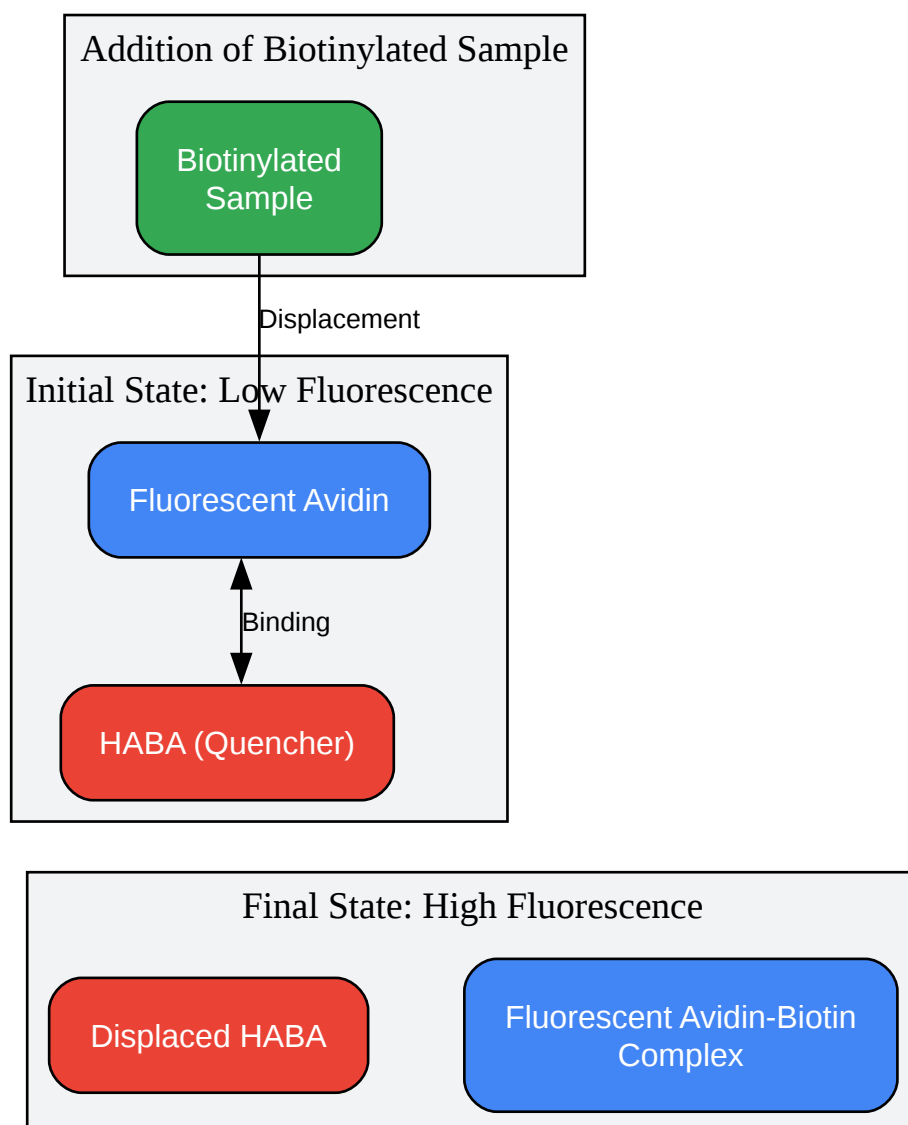 Addition of Biotinylated Sample
Biotinylated
Sample
Displacement
Initial State: Low Fluorescence
Fluorescent Avidin
Binding
HABA (Quencher)
Final State: High Fluorescence
Displaced HABA
Fluorescent Avidin-Biotin
Complex